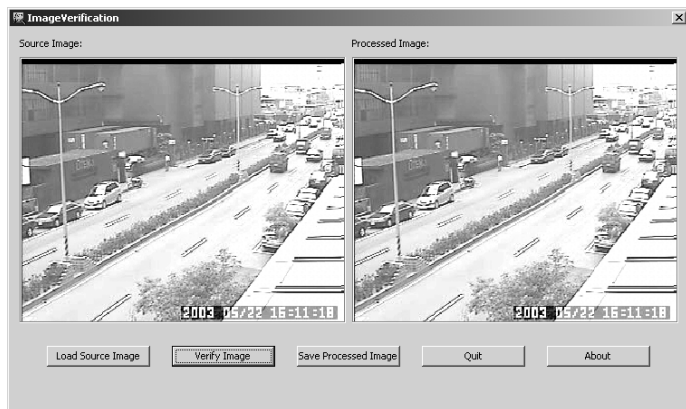 ImageVerification
Source Image:
Processed Image:
2003 05/22 16:11:18
2003 05/22 16:11:18
Load Source Image
Verify Image
Save Processed Image
Quit
About